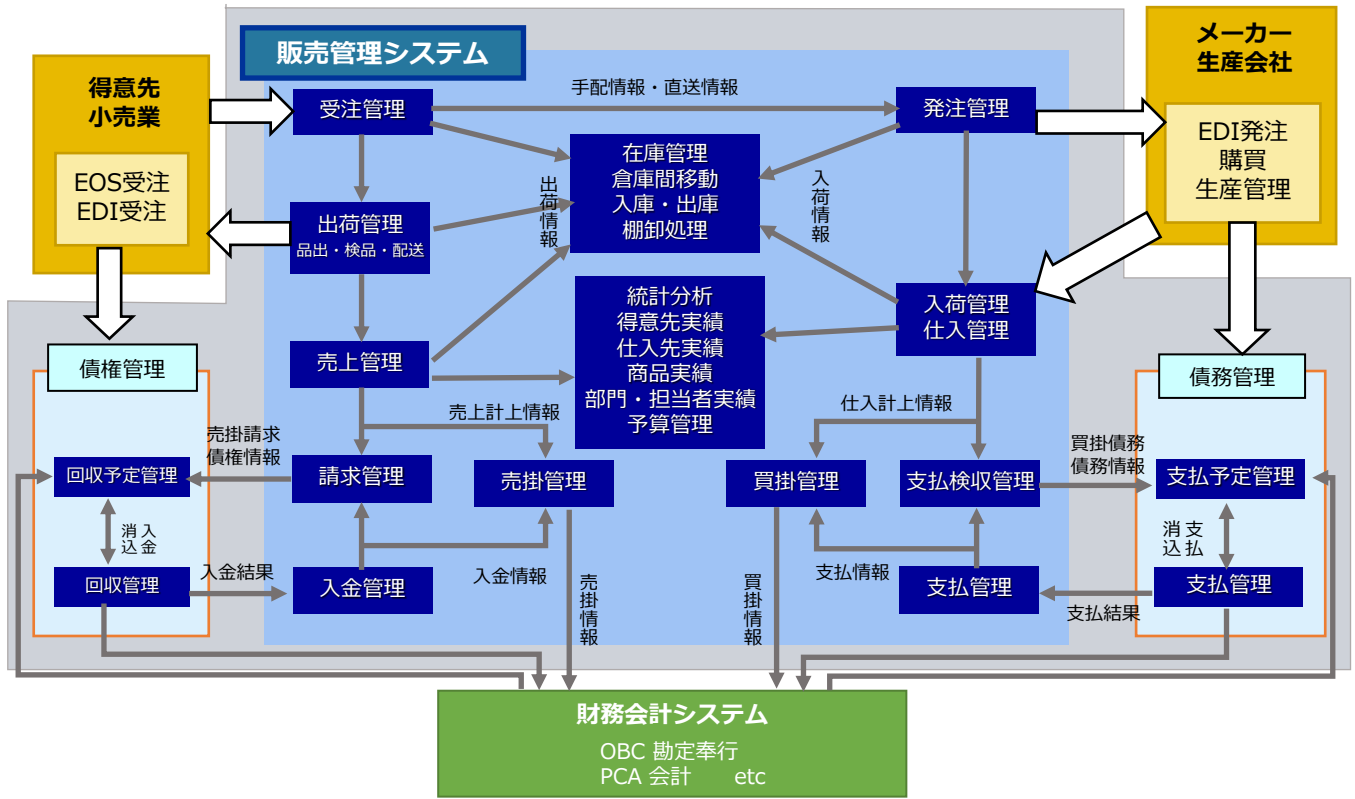 販売管理システム
得意先
小売業
EOS受注
EDI受注
メーカー
生産会社
EDI発注
購買
生産管理
受注管理
手配情報・直送情報
発注管理
在庫管理
倉庫間移動
入庫・出庫
棚卸処理
出荷情報
入荷情報
出荷管理
品出・検品・配送
統計分析
得意先実績
仕入先実績
商品実績
部門・担当者実績
予算管理
入荷管理
仕入管理
売上管理
債権管理
債務管理
売上計上情報
仕入計上情報
売掛請求
債権情報
買掛債務
債務情報
回収予定管理
請求管理
売掛管理
買掛管理
支払検収管理
支払予定管理
入金
消込
支払
消込
回収管理
入金結果
入金管理
入金情報
売掛情報
買掛情報
支払情報
支払管理
支払結果
支払管理
財務会計システム
OBC 勘定奉行
PCA 会計 etc